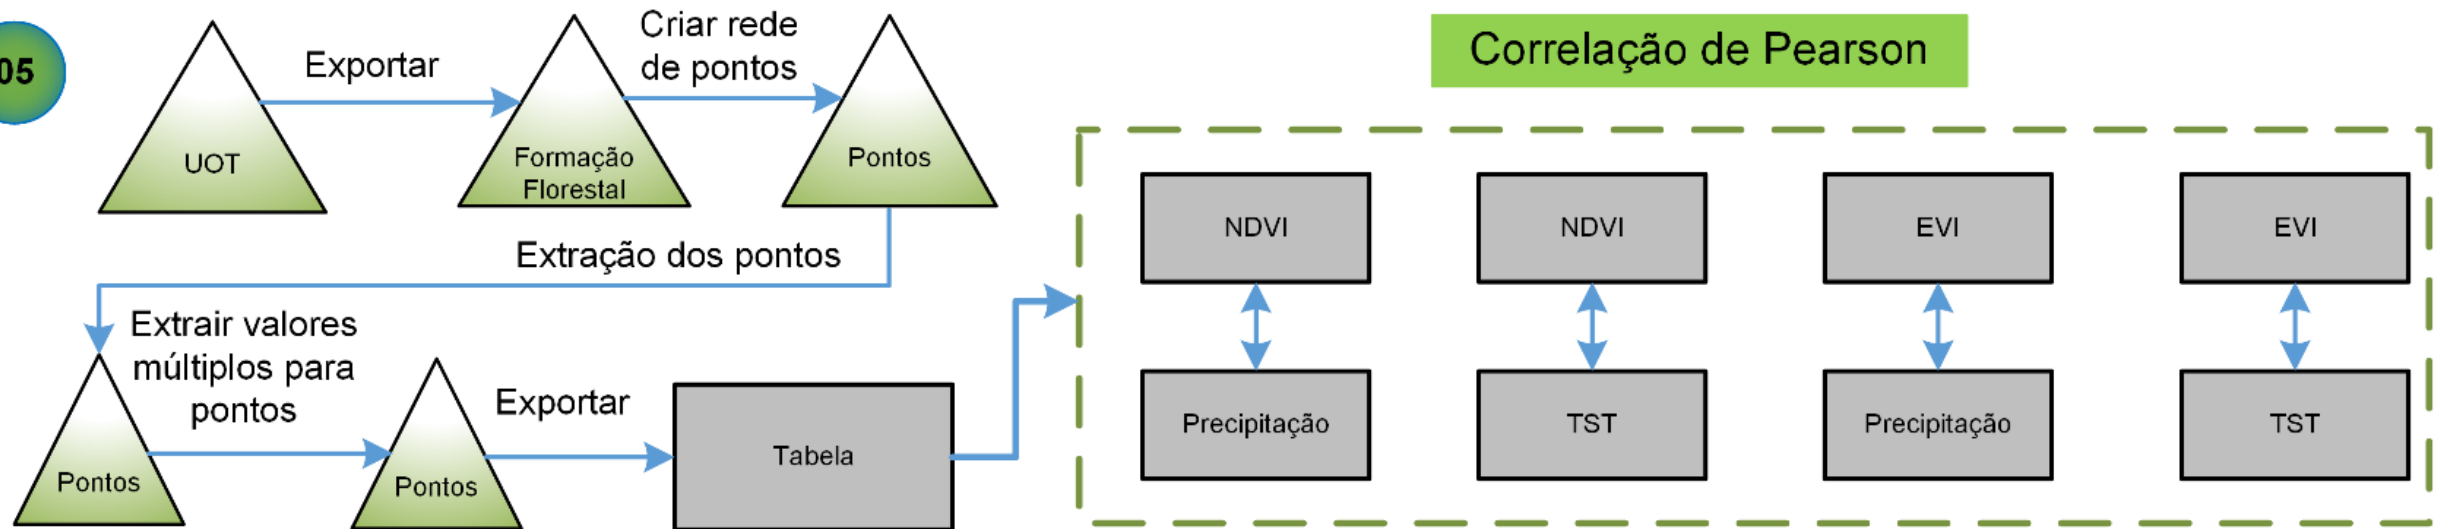 05
UOT
Exportar
Formação
Florestal
Criar rede
de pontos
Pontos
Extração dos pontos
Pontos
Extrair valores
múltiplos para
pontos
Pontos
Exportar
Tabela
Correlação de Pearson
NDVI
NDVI
EVI
EVI
Precipitação
TST
Precipitação
TST